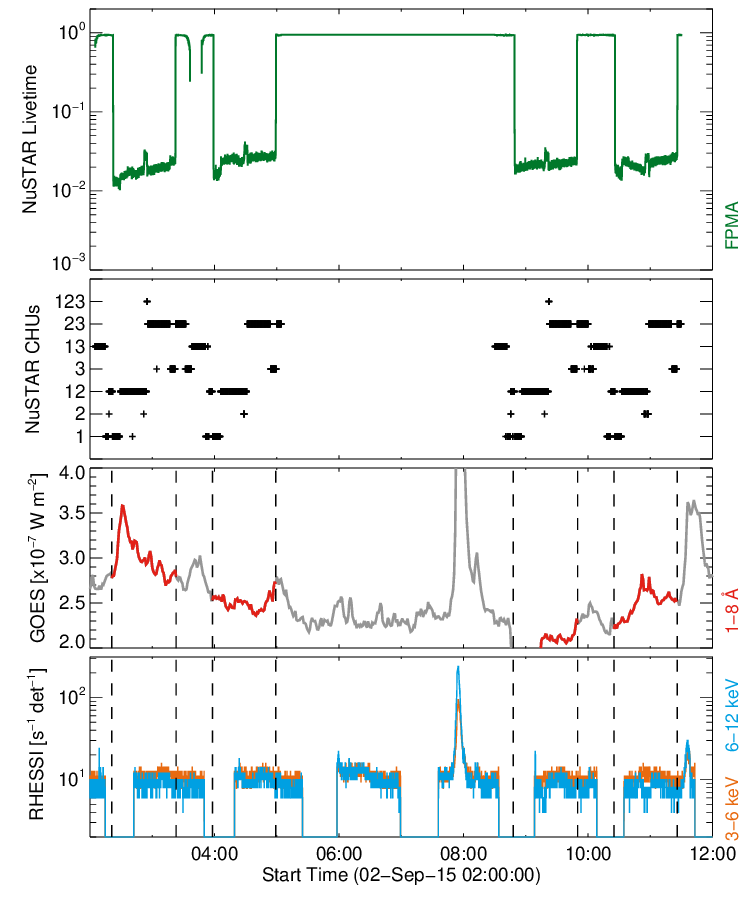 NuSTAR Livetime
10⁰
10⁻¹
10⁻²
10⁻³
FPMA
NuSTAR CHUs
123
23
13
3
12
2
1
GOES [x10⁻⁷ W m⁻²]
4.0
3.5
3.0
2.5
2.0
1−8 Å
RHESSI [s⁻¹ det⁻¹]
10²
10¹
3−6 keV
6−12 keV
04:00 06:00 08:00 10:00 12:00
Start Time (02−Sep−15 02:00:00)